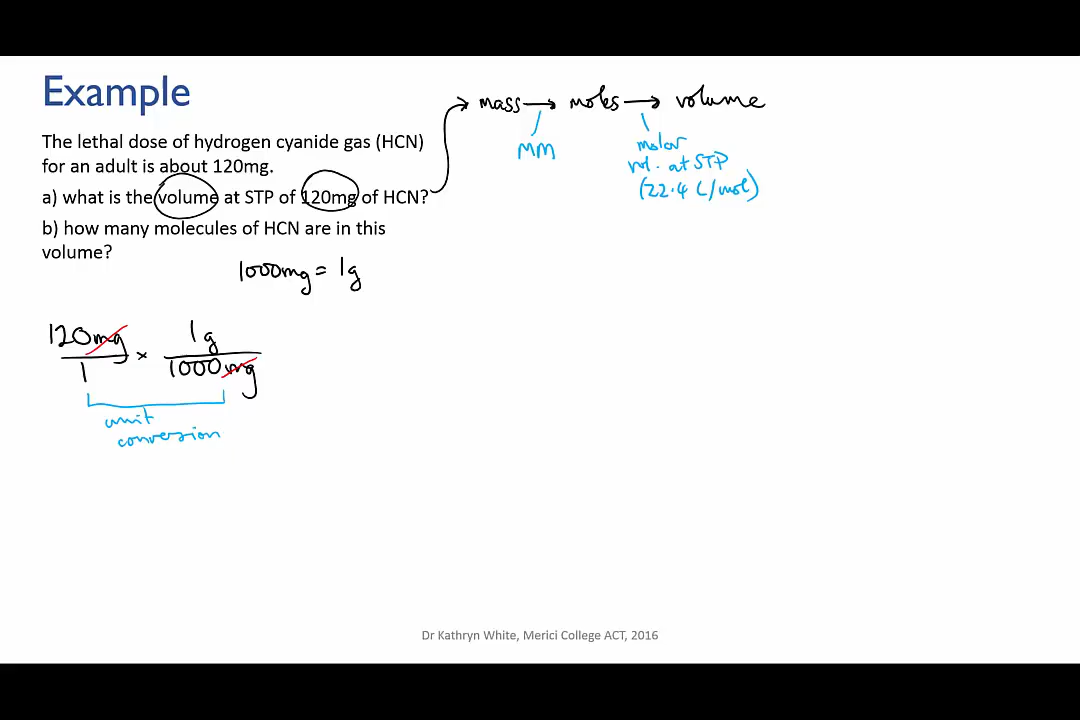 Example
The lethal dose of hydrogen cyanide gas (HCN)
for an adult is about 120mg.
a) what is the volume at STP of 120mg of HCN?
b) how many molecules of HCN are in this
volume?
mass → moles → volume
MM
molar
vol. at STP
(22.4 L/mol)
1000mg = 1g
120mg × 1g
1 1000mg
unit
conversion
Dr Kathryn White, Merici College ACT, 2016